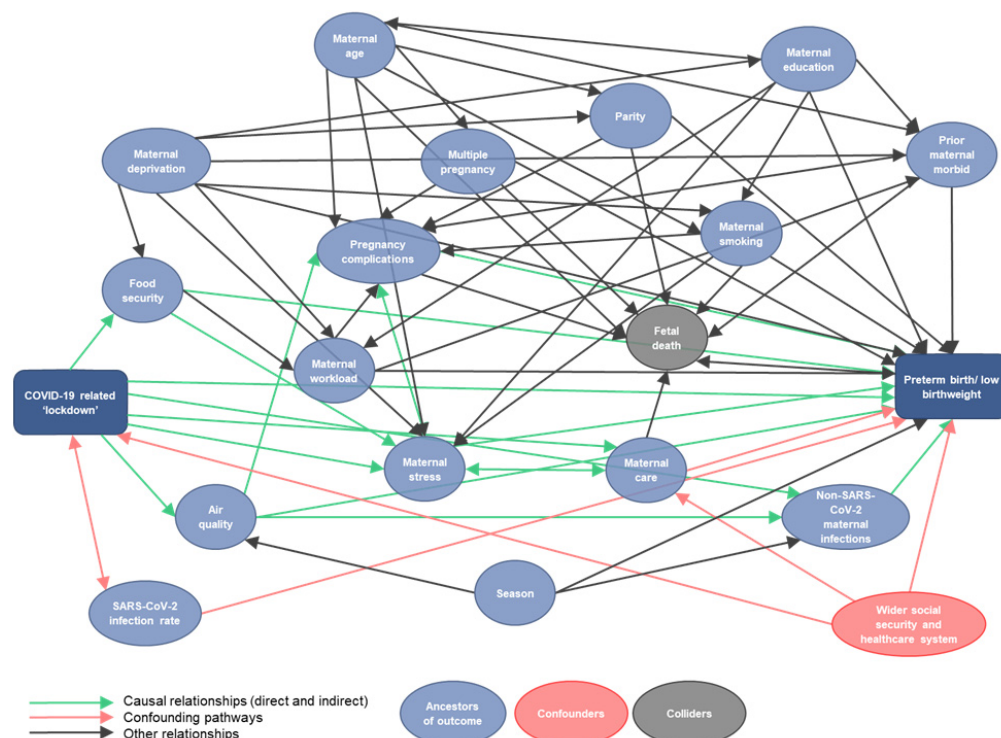 Maternal
age
Maternal
education
Parity
Maternal
deprivation
Multiple
pregnancy
Prior
maternal
morbid
Maternal
smoking
Pregnancy
complications
Food
security
Fetal
death
Maternal
workload
COVID-19 related
'lockdown'
Preterm birth/ low
birthweight
Maternal
stress
Maternal
care
Air
quality
Non-SARS-
CoV-2
maternal
infections
Season
SARS-CoV-2
infection rate
Wider social
security and
healthcare system
Causal relationships (direct and indirect)
Confounding pathways
Other relationships
Ancestors
of outcome
Confounders
Colliders